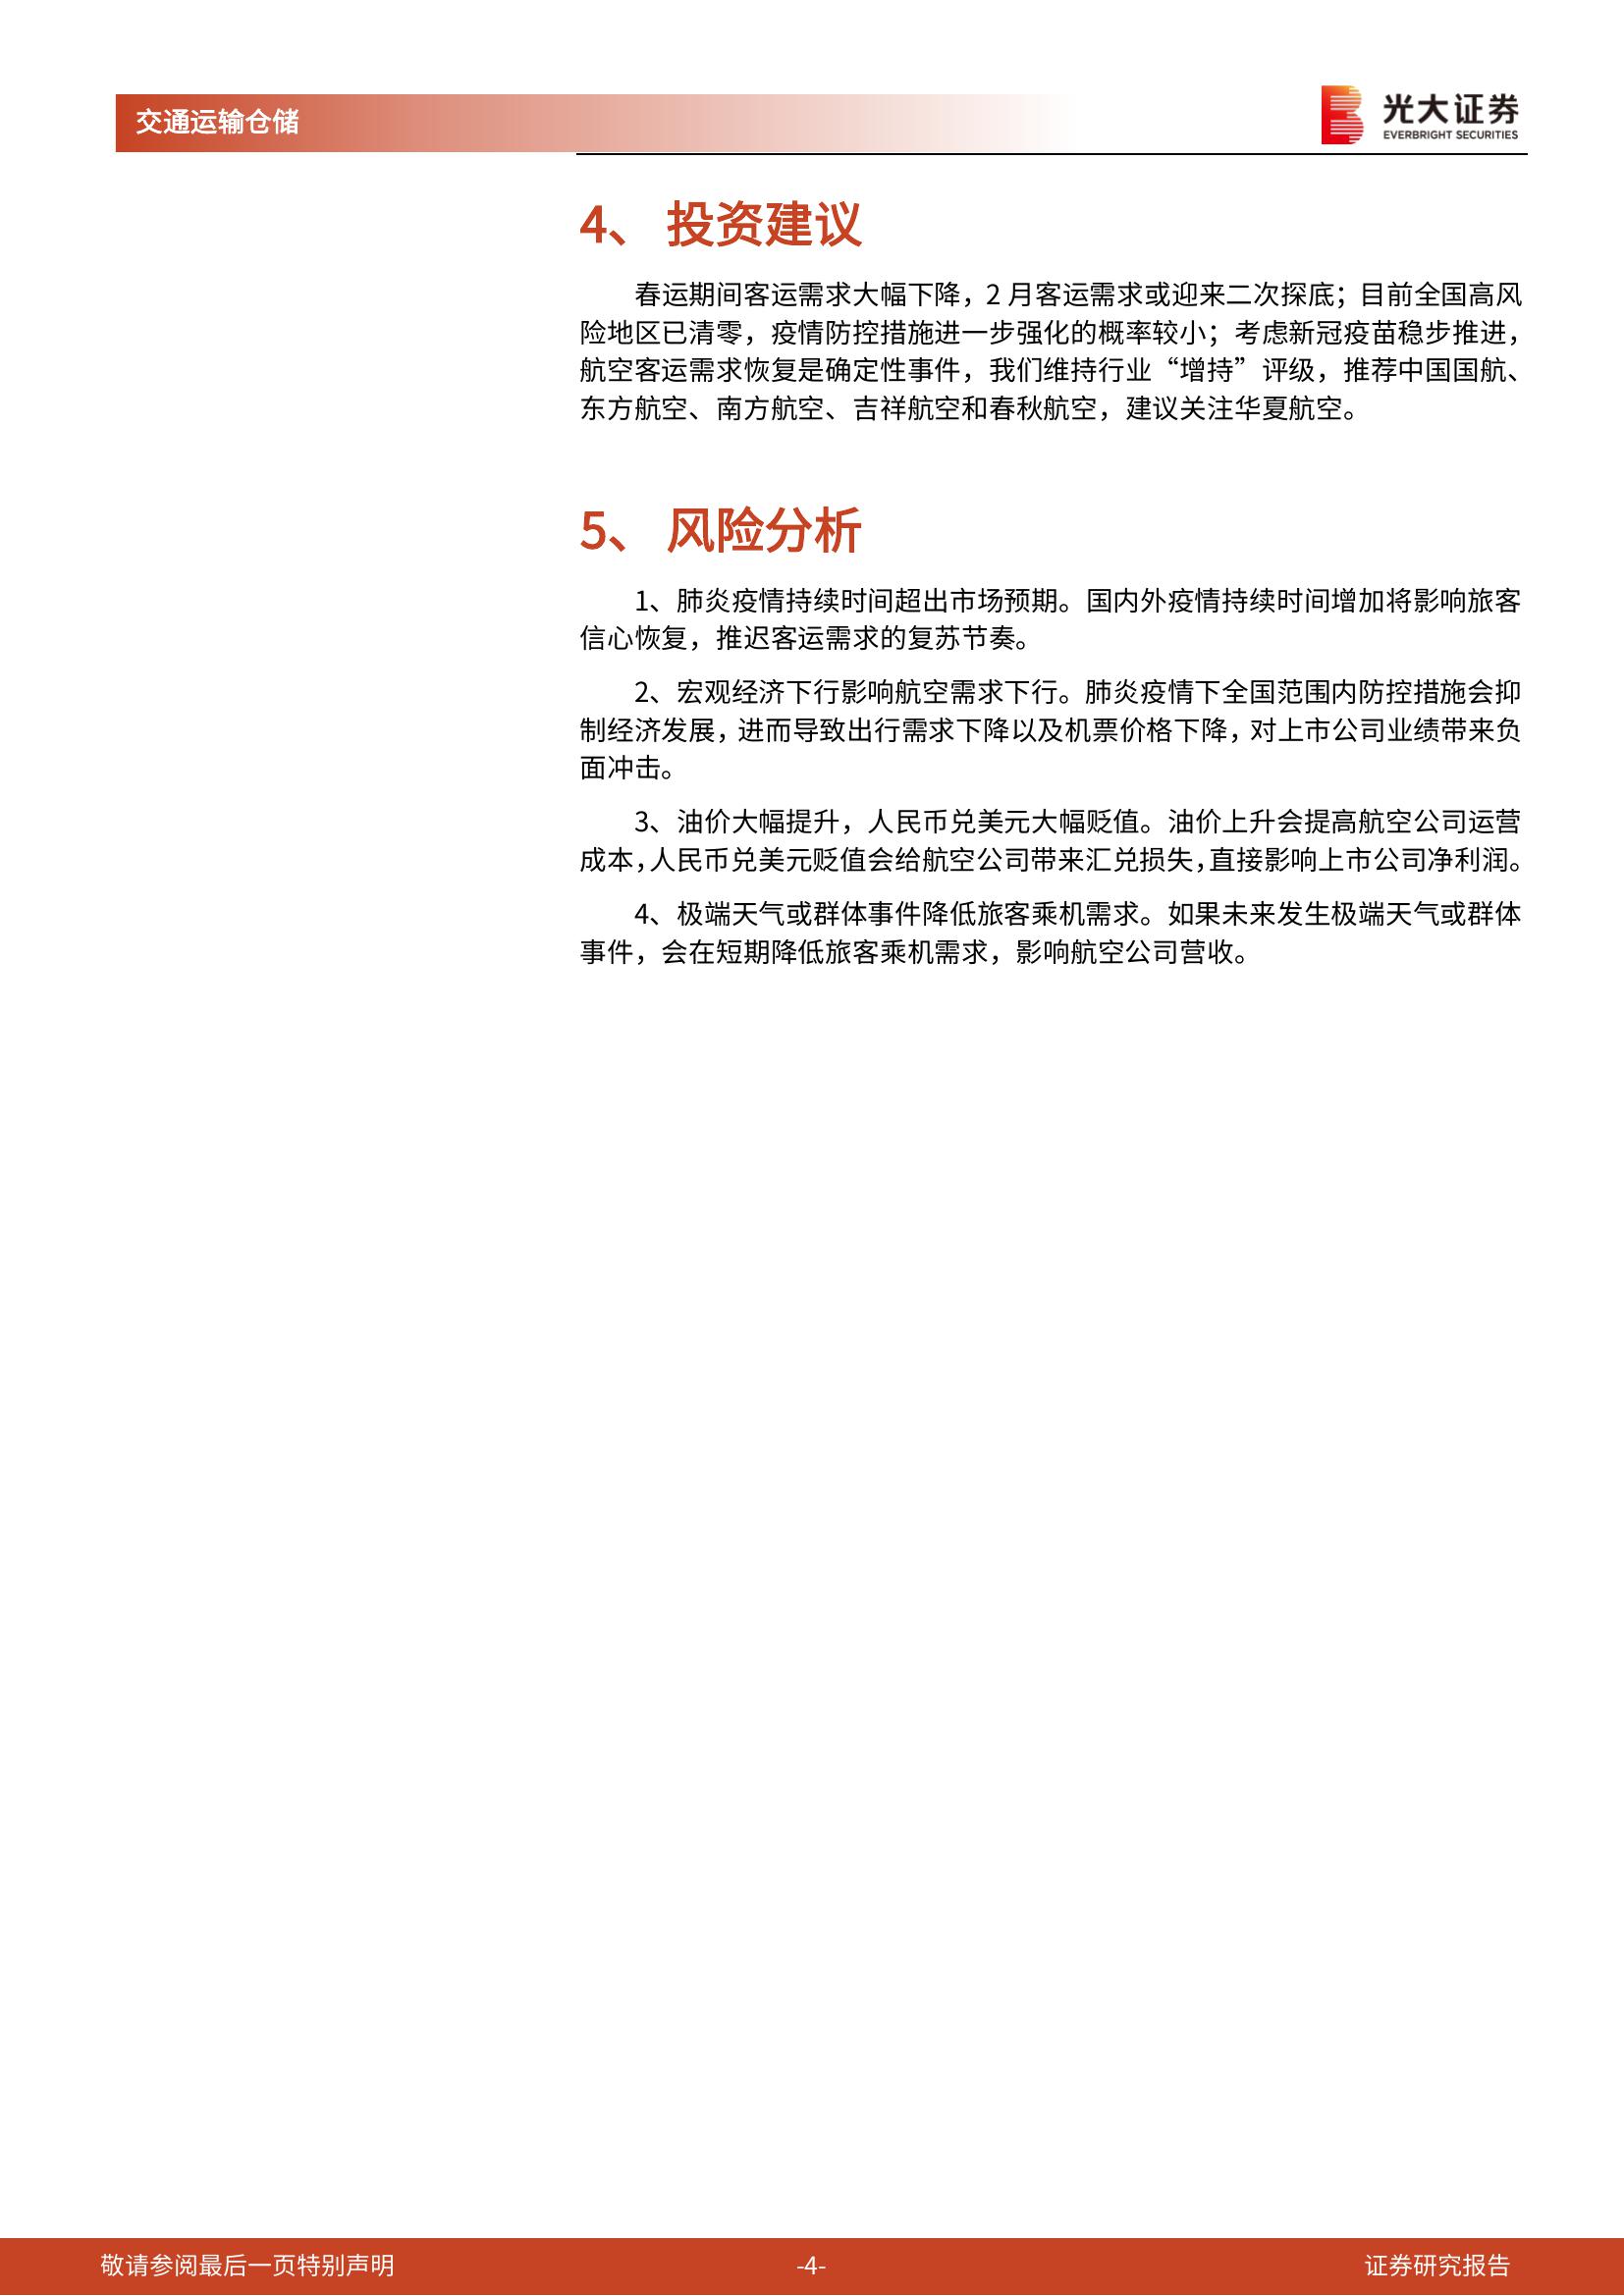 交通运输仓储
光大证券
EVERBRIGHT SECURITIES
4、 投资建议
春运期间客运需求大幅下降，2 月客运需求或迎来二次探底；目前全国高风
险地区已清零，疫情防控措施进一步强化的概率较小；考虑新冠疫苗稳步推进，
航空客运需求恢复是确定性事件，我们维持行业“增持”评级，推荐中国国航、
东方航空、南方航空、吉祥航空和春秋航空，建议关注华夏航空。
5、 风险分析
1、肺炎疫情持续时间超出市场预期。国内外疫情持续时间增加将影响旅客
信心恢复，推迟客运需求的复苏节奏。
2、宏观经济下行影响航空需求下行。肺炎疫情下全国范围内防控措施会抑
制经济发展，进而导致出行需求下降以及机票价格下降，对上市公司业绩带来负
面冲击。
3、油价大幅提升，人民币兑美元大幅贬值。油价上升会提高航空公司运营
成本，人民币兑美元贬值会给航空公司带来汇兑损失，直接影响上市公司净利润。
4、极端天气或群体事件降低旅客乘机需求。如果未来发生极端天气或群体
事件，会在短期降低旅客乘机需求，影响航空公司营收。
敬请参阅最后一页特别声明
-4-
证券研究报告